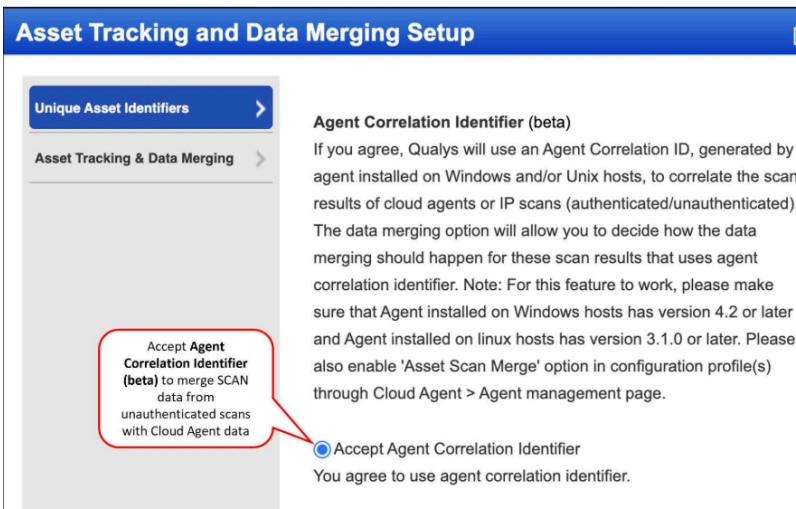 Asset Tracking and Data Merging Setup
Unique Asset Identifiers
Asset Tracking & Data Merging
Agent Correlation Identifier (beta)
If you agree, Qualys will use an Agent Correlation ID, generated by
agent installed on Windows and/or Unix hosts, to correlate the scan
results of cloud agents or IP scans (authenticated/unauthenticated).
The data merging option will allow you to decide how the data
merging should happen for these scan results that uses agent
correlation identifier. Note: For this feature to work, please make
sure that Agent installed on Windows hosts has version 4.2 or later
and Agent installed on linux hosts has version 3.1.0 or later. Please
also enable 'Asset Scan Merge' option in configuration profile(s)
through Cloud Agent > Agent management page.
Accept Agent
Correlation Identifier
(beta) to merge SCAN
data from
unauthenticated scans
with Cloud Agent data
Accept Agent Correlation Identifier
You agree to use agent correlation identifier.